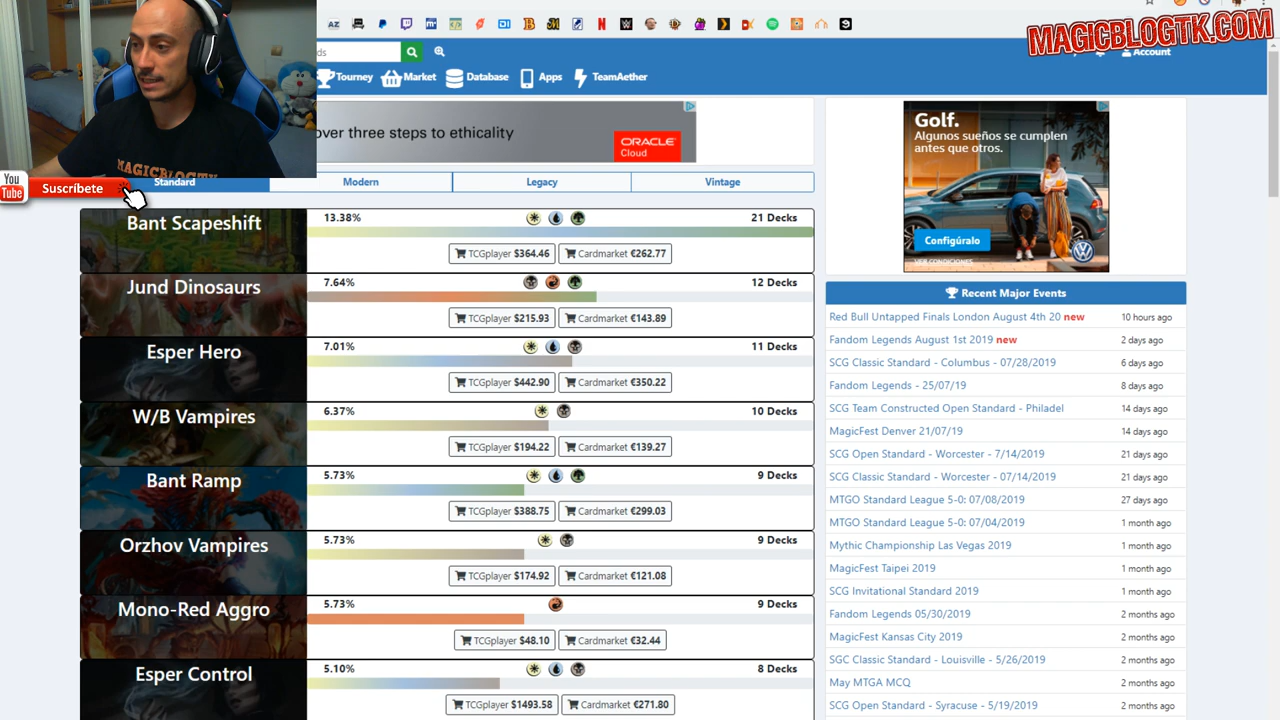 MAGICBLOGTK.COM
ds
Account
Tourney
Market
Database
Apps
TeamAether
over three steps to ethicality
ORACLE
Cloud
Golf.
Algunos sueños se cumplen
antes que otros.
Configúralo
VER CONDICIONES
MAGICBLOGTK
You
Tube
Suscríbete
Standard
Modern
Legacy
Vintage
Bant Scapeshift
13.38%
21 Decks
TCGplayer $364.46
Cardmarket €262.77
Jund Dinosaurs
7.64%
12 Decks
TCGplayer $215.93
Cardmarket €143.89
Esper Hero
7.01%
11 Decks
TCGplayer $442.90
Cardmarket €350.22
W/B Vampires
6.37%
10 Decks
TCGplayer $194.22
Cardmarket €139.27
Bant Ramp
5.73%
9 Decks
TCGplayer $388.75
Cardmarket €299.03
Orzhov Vampires
5.73%
9 Decks
TCGplayer $174.92
Cardmarket €121.08
Mono-Red Aggro
5.73%
9 Decks
TCGplayer $48.10
Cardmarket €32.44
Esper Control
5.10%
8 Decks
TCGplayer $1493.58
Cardmarket €271.80
Recent Major Events
Red Bull Untapped Finals London August 4th 20 new 10 hours ago
Fandom Legends August 1st 2019 new 2 days ago
SCG Classic Standard - Columbus - 07/28/2019 6 days ago
Fandom Legends - 25/07/19 8 days ago
SCG Team Constructed Open Standard - Philadel 14 days ago
MagicFest Denver 21/07/19 14 days ago
SCG Open Standard - Worcester - 7/14/2019 21 days ago
SCG Classic Standard - Worcester - 07/14/2019 21 days ago
MTGO Standard League 5-0: 07/08/2019 27 days ago
MTGO Standard League 5-0: 07/04/2019 1 month ago
Mythic Championship Las Vegas 2019 1 month ago
MagicFest Taipei 2019 1 month ago
SCG Invitational Standard 2019 1 month ago
Fandom Legends 05/30/2019 2 months ago
MagicFest Kansas City 2019 2 months ago
SGC Classic Standard - Louisville - 5/26/2019 2 months ago
May MTGA MCQ 2 months ago
SCG Open Standard - Syracuse - 5/19/2019 2 months ago